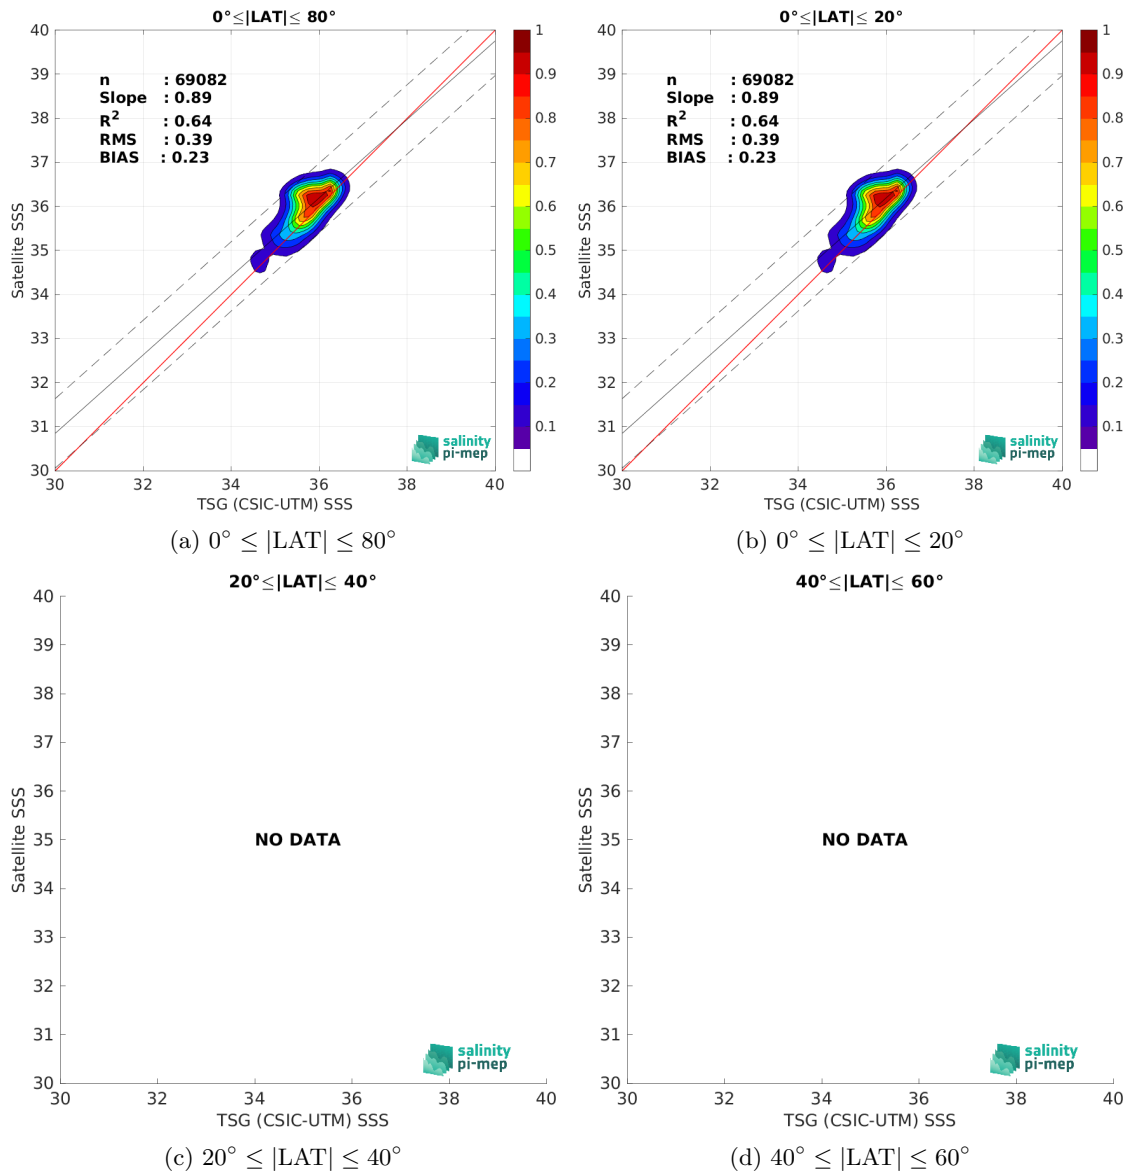 0°≤|LAT|≤ 80°
40
39
38
37
36
35
34
33
32
31
30
Satellite SSS
n : 69082
Slope : 0.89
R² : 0.64
RMS : 0.39
BIAS : 0.23
salinity
pi-mep
30 32 34 36 38 40
TSG (CSIC-UTM) SSS
1
0.9
0.8
0.7
0.6
0.5
0.4
0.3
0.2
0.1
(a) 0° ≤ |LAT| ≤ 80°
0°≤|LAT|≤ 20°
40
39
38
37
36
35
34
33
32
31
30
Satellite SSS
n : 69082
Slope : 0.89
R² : 0.64
RMS : 0.39
BIAS : 0.23
salinity
pi-mep
30 32 34 36 38 40
TSG (CSIC-UTM) SSS
1
0.9
0.8
0.7
0.6
0.5
0.4
0.3
0.2
0.1
(b) 0° ≤ |LAT| ≤ 20°
20°≤|LAT|≤ 40°
40
39
38
37
36
35
34
33
32
31
30
Satellite SSS
NO DATA
salinity
pi-mep
30 32 34 36 38 40
TSG (CSIC-UTM) SSS
(c) 20° ≤ |LAT| ≤ 40°
40°≤|LAT|≤ 60°
40
39
38
37
36
35
34
33
32
31
30
Satellite SSS
NO DATA
salinity
pi-mep
30 32 34 36 38 40
TSG (CSIC-UTM) SSS
(d) 40° ≤ |LAT| ≤ 60°